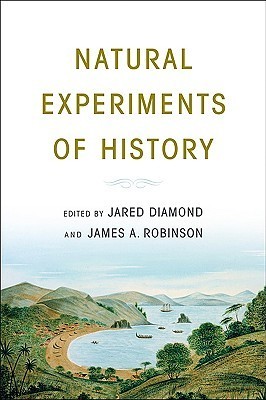 NATURAL
EXPERIMENTS
OF HISTORY
EDITED BY JARED DIAMOND
AND JAMES A. ROBINSON